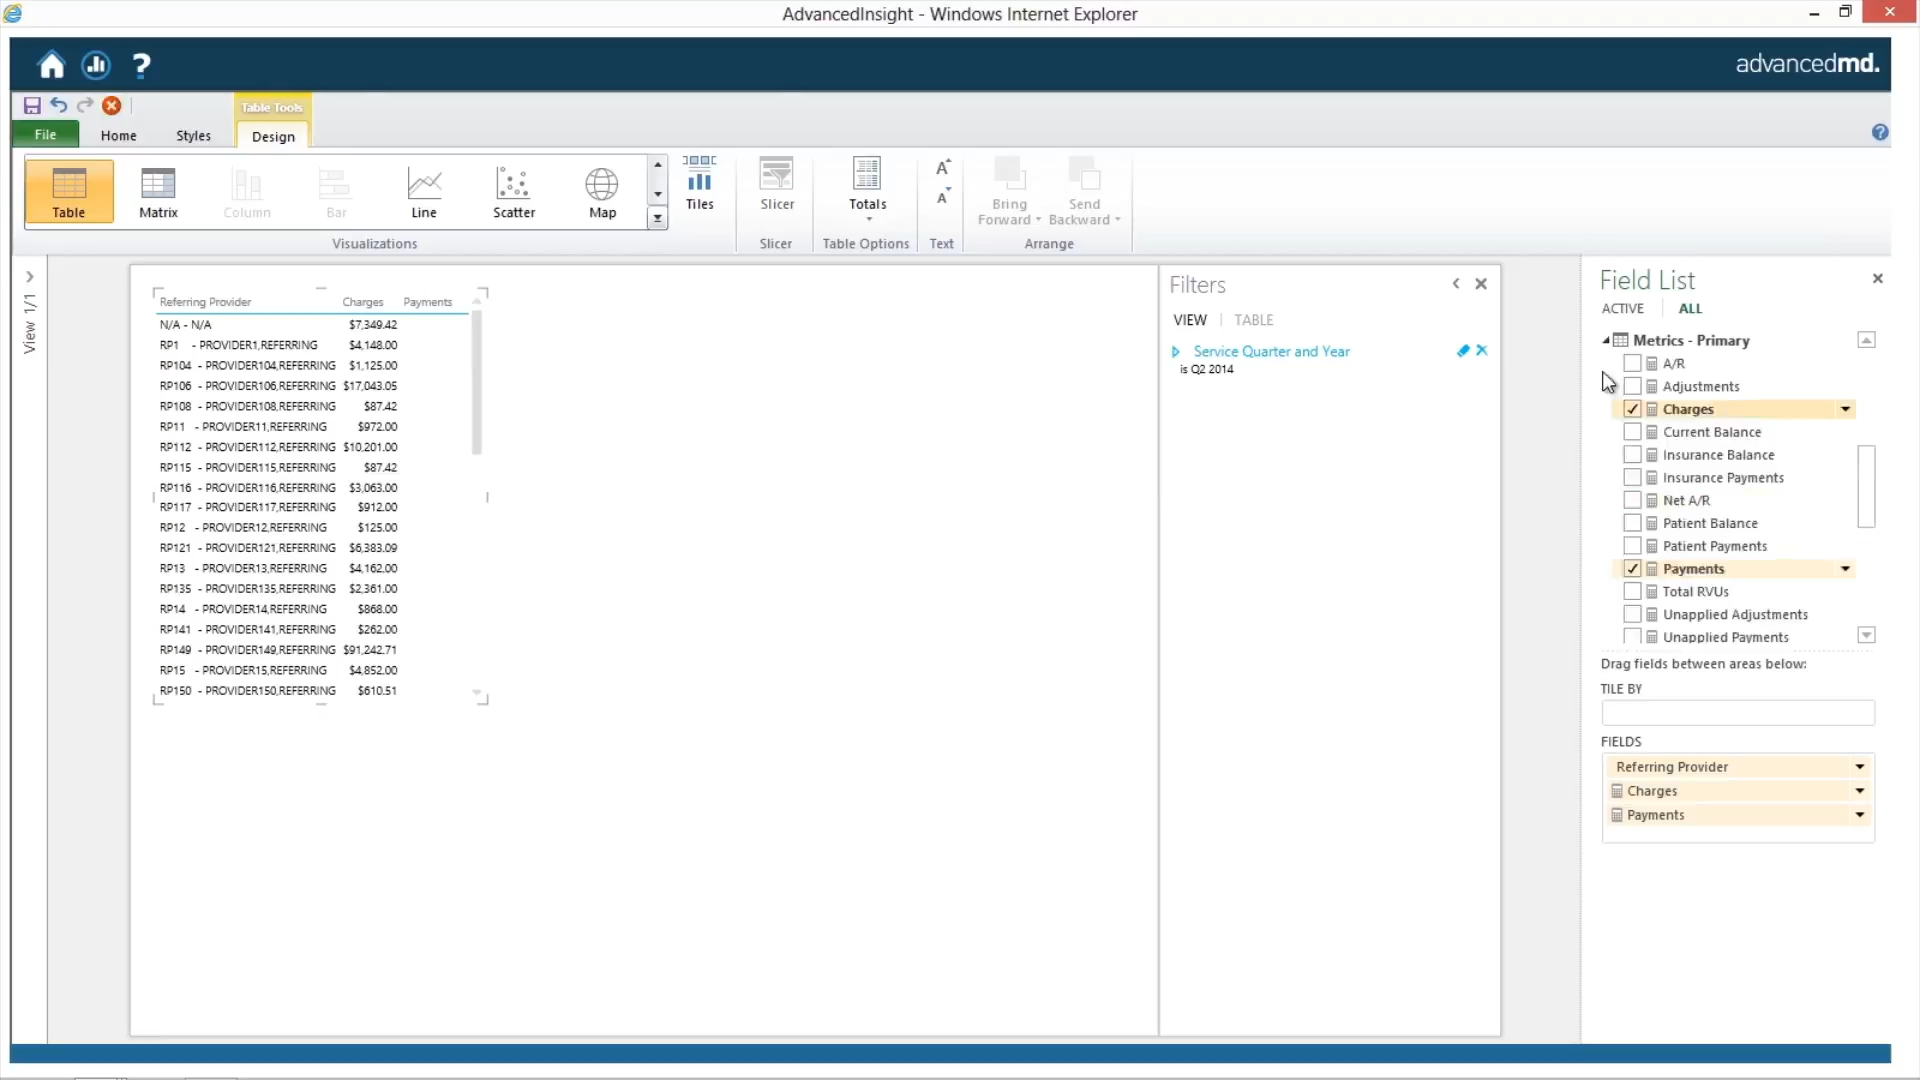 AdvancedInsight - Windows Internet Explorer
advancedmd.
Table Tools
File Home Styles Design
Table Matrix Column Bar Line Scatter Map
Visualizations
Tiles
Slicer
Slicer
Totals
Table Options
A A
Text
Bring Forward
Send Backward
Arrange
View 1/1
Referring Provider Charges Payments
N/A - N/A $7,349.42
RP1 - PROVIDER1,REFERRING $4,148.00
RP104 - PROVIDER104,REFERRING $1,125.00
RP106 - PROVIDER106,REFERRING $17,043.05
RP108 - PROVIDER108,REFERRING $87.42
RP11 - PROVIDER11,REFERRING $972.00
RP112 - PROVIDER112,REFERRING $10,201.00
RP115 - PROVIDER115,REFERRING $87.42
RP116 - PROVIDER116,REFERRING $3,063.00
RP117 - PROVIDER117,REFERRING $912.00
RP12 - PROVIDER12,REFERRING $125.00
RP121 - PROVIDER121,REFERRING $6,383.09
RP13 - PROVIDER13,REFERRING $4,162.00
RP135 - PROVIDER135,REFERRING $2,361.00
RP14 - PROVIDER14,REFERRING $868.00
RP141 - PROVIDER141,REFERRING $262.00
RP149 - PROVIDER149,REFERRING $91,242.71
RP15 - PROVIDER15,REFERRING $4,852.00
RP150 - PROVIDER150,REFERRING $610.51
Filters
VIEW TABLE
Service Quarter and Year
is Q2 2014
Field List
ACTIVE ALL
Metrics - Primary
A/R
Adjustments
Charges
Current Balance
Insurance Balance
Insurance Payments
Net A/R
Patient Balance
Patient Payments
Payments
Total RVUs
Unapplied Adjustments
Unapplied Payments
Drag fields between areas below:
TILE BY
FIELDS
Referring Provider
Charges
Payments